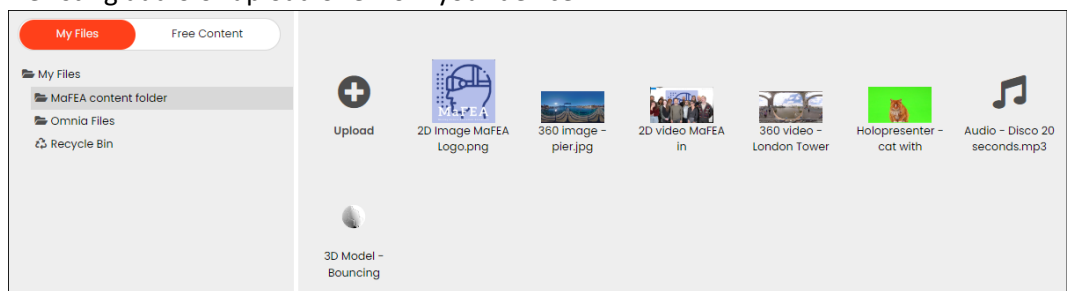 My Files
Free Content
My Files
MaFEA content folder
Omnia Files
Recycle Bin
Upload
2D Image MaFEA
Logo.png
360 image -
pier.jpg
2D video MaFEA
in
360 video -
London Tower
Holopresenter -
cat with
Audio - Disco 20
seconds.mp3
MaFEA
3D Model -
Bouncing